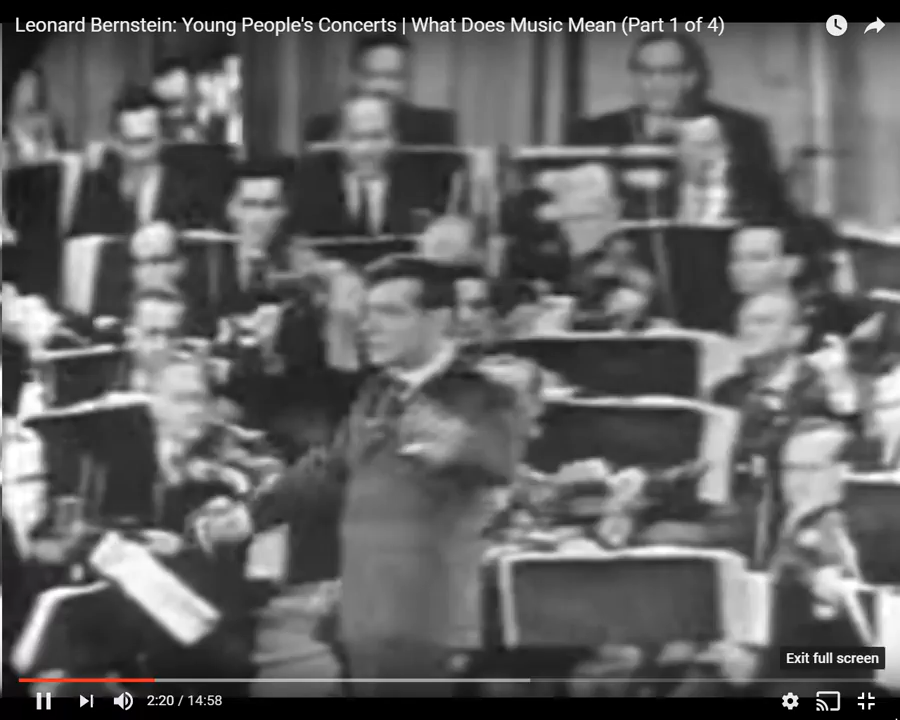 Leonard Bernstein: Young People's Concerts | What Does Music Mean (Part 1 of 4)
Exit full screen
2:20 / 14:58